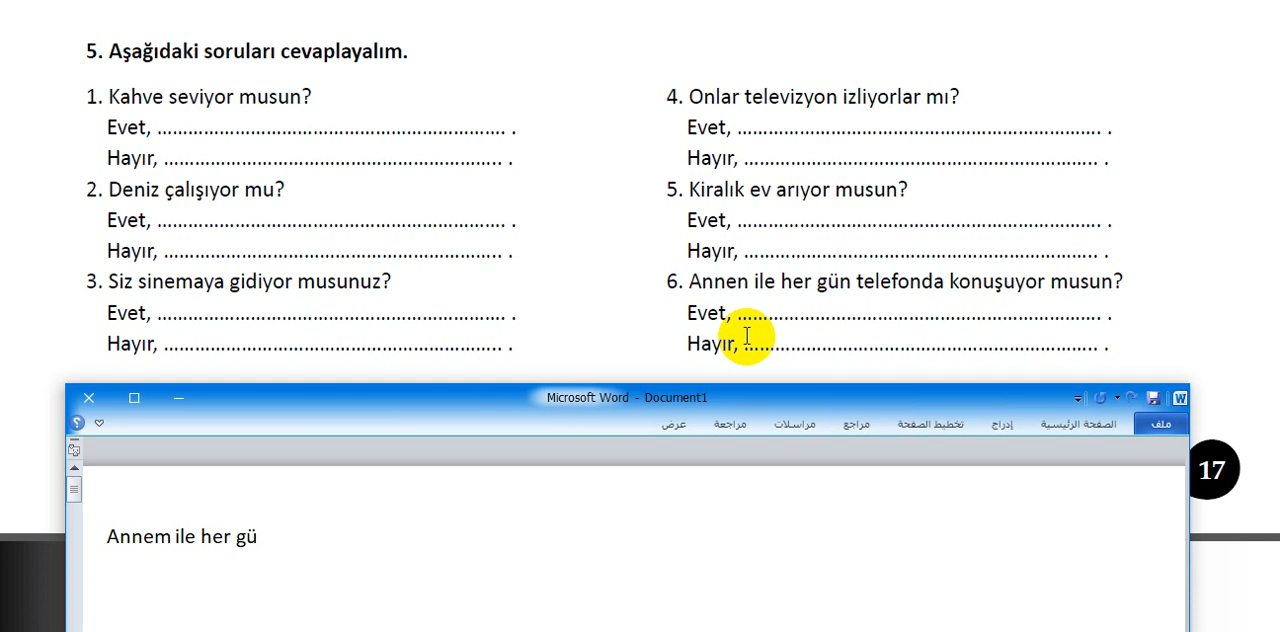 5. Aşağıdaki soruları cevaplayalım.
1. Kahve seviyor musun?
Evet, ........................................................ .
Hayır, ...................................................... .
2. Deniz çalışıyor mu?
Evet, ........................................................ .
Hayır, ...................................................... .
3. Siz sinemaya gidiyor musunuz?
Evet, ........................................................ .
Hayır, ...................................................... .
4. Onlar televizyon izliyorlar mı?
Evet, ........................................................ .
Hayır, ...................................................... .
5. Kiralık ev arıyor musun?
Evet, ........................................................ .
Hayır, ...................................................... .
6. Annen ile her gün telefonda konuşuyor musun?
Evet, ........................................................ .
Hayır, ...................................................... .
Microsoft Word - Document1
ملف الصفحة الرئيسية إدراج تخطيط الصفحة مراجع مراسلات مراجعة عرض
17
Annem ile her gü